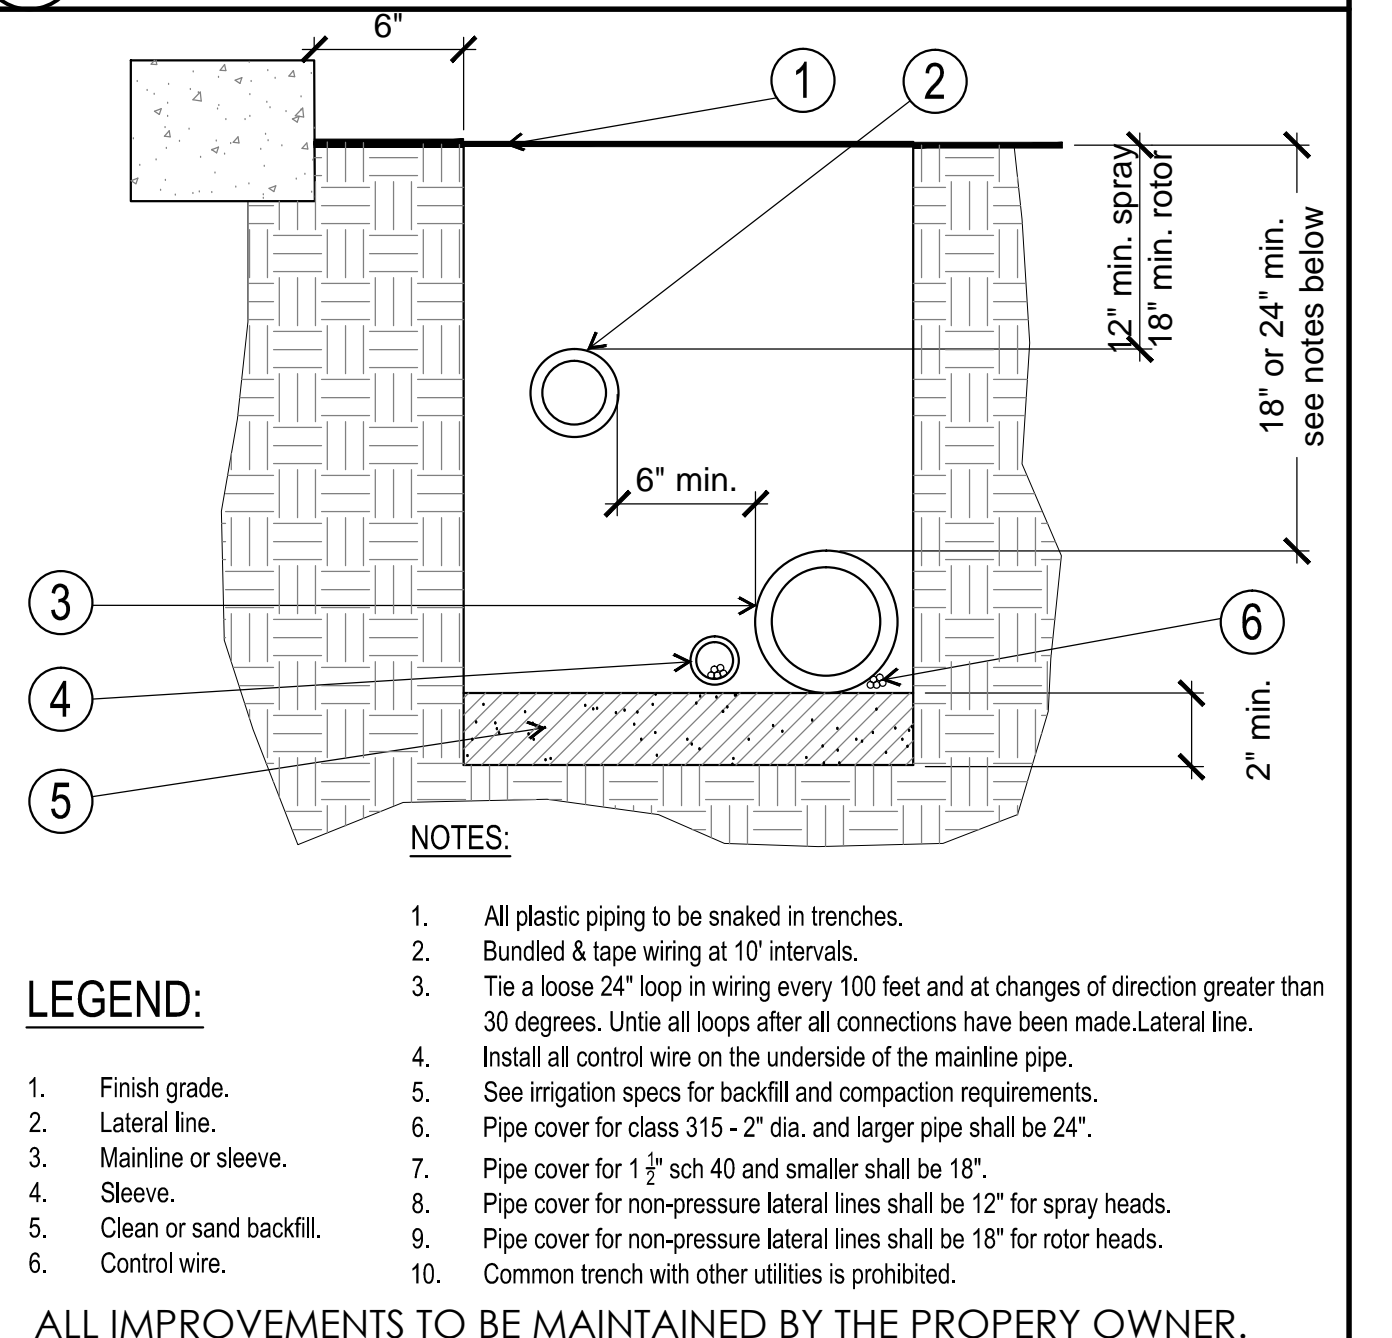 6"
1
2
12" min. spray
18" min. rotor
18" or 24" min.
see notes below
6" min.
3
6
4
2" min.
5
NOTES:
1. All plastic piping to be snaked in trenches.
2. Bundled & tape wiring at 10' intervals.
3. Tie a loose 24" loop in wiring every 100 feet and at changes of direction greater than
30 degrees. Untie all loops after all connections have been made.Lateral line.
4. Install all control wire on the underside of the mainline pipe.
5. See irrigation specs for backfill and compaction requirements.
6. Pipe cover for class 315 - 2" dia. and larger pipe shall be 24".
7. Pipe cover for 1 1/2" sch 40 and smaller shall be 18".
8. Pipe cover for non-pressure lateral lines shall be 12" for spray heads.
9. Pipe cover for non-pressure lateral lines shall be 18" for rotor heads.
10. Common trench with other utilities is prohibited.
LEGEND:
1. Finish grade.
2. Lateral line.
3. Mainline or sleeve.
4. Sleeve.
5. Clean or sand backfill.
6. Control wire.
ALL IMPROVEMENTS TO BE MAINTAINED BY THE PROPERY OWNER.